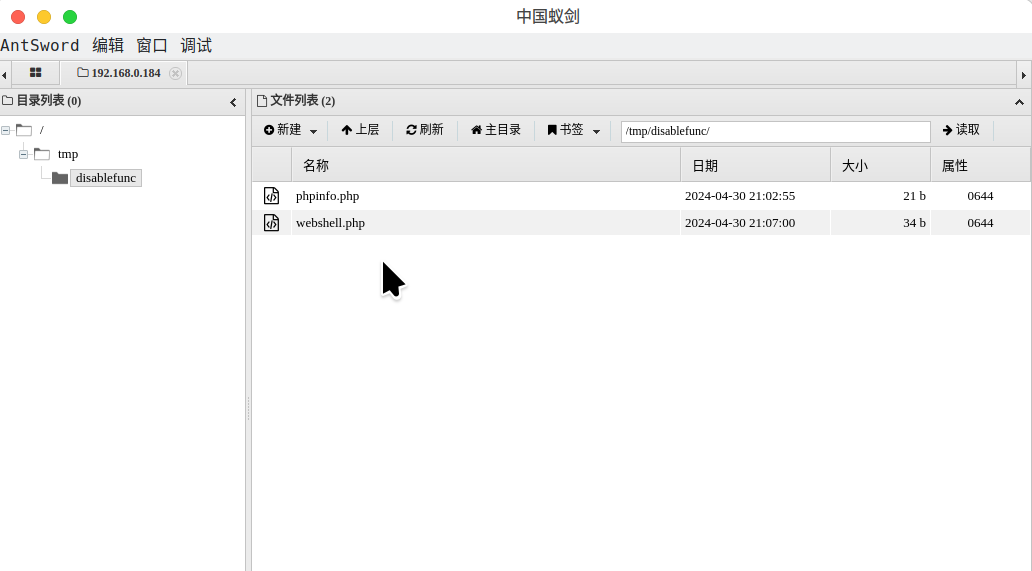 中国蚁剑
AntSword 编辑 窗口 调试
192.168.0.184
目录列表 (0)
/
tmp
disablefunc
文件列表 (2)
新建 上层 刷新 主目录 书签 /tmp/disablefunc/ 读取
名称 日期 大小 属性
phpinfo.php 2024-04-30 21:02:55 21 b 0644
webshell.php 2024-04-30 21:07:00 34 b 0644